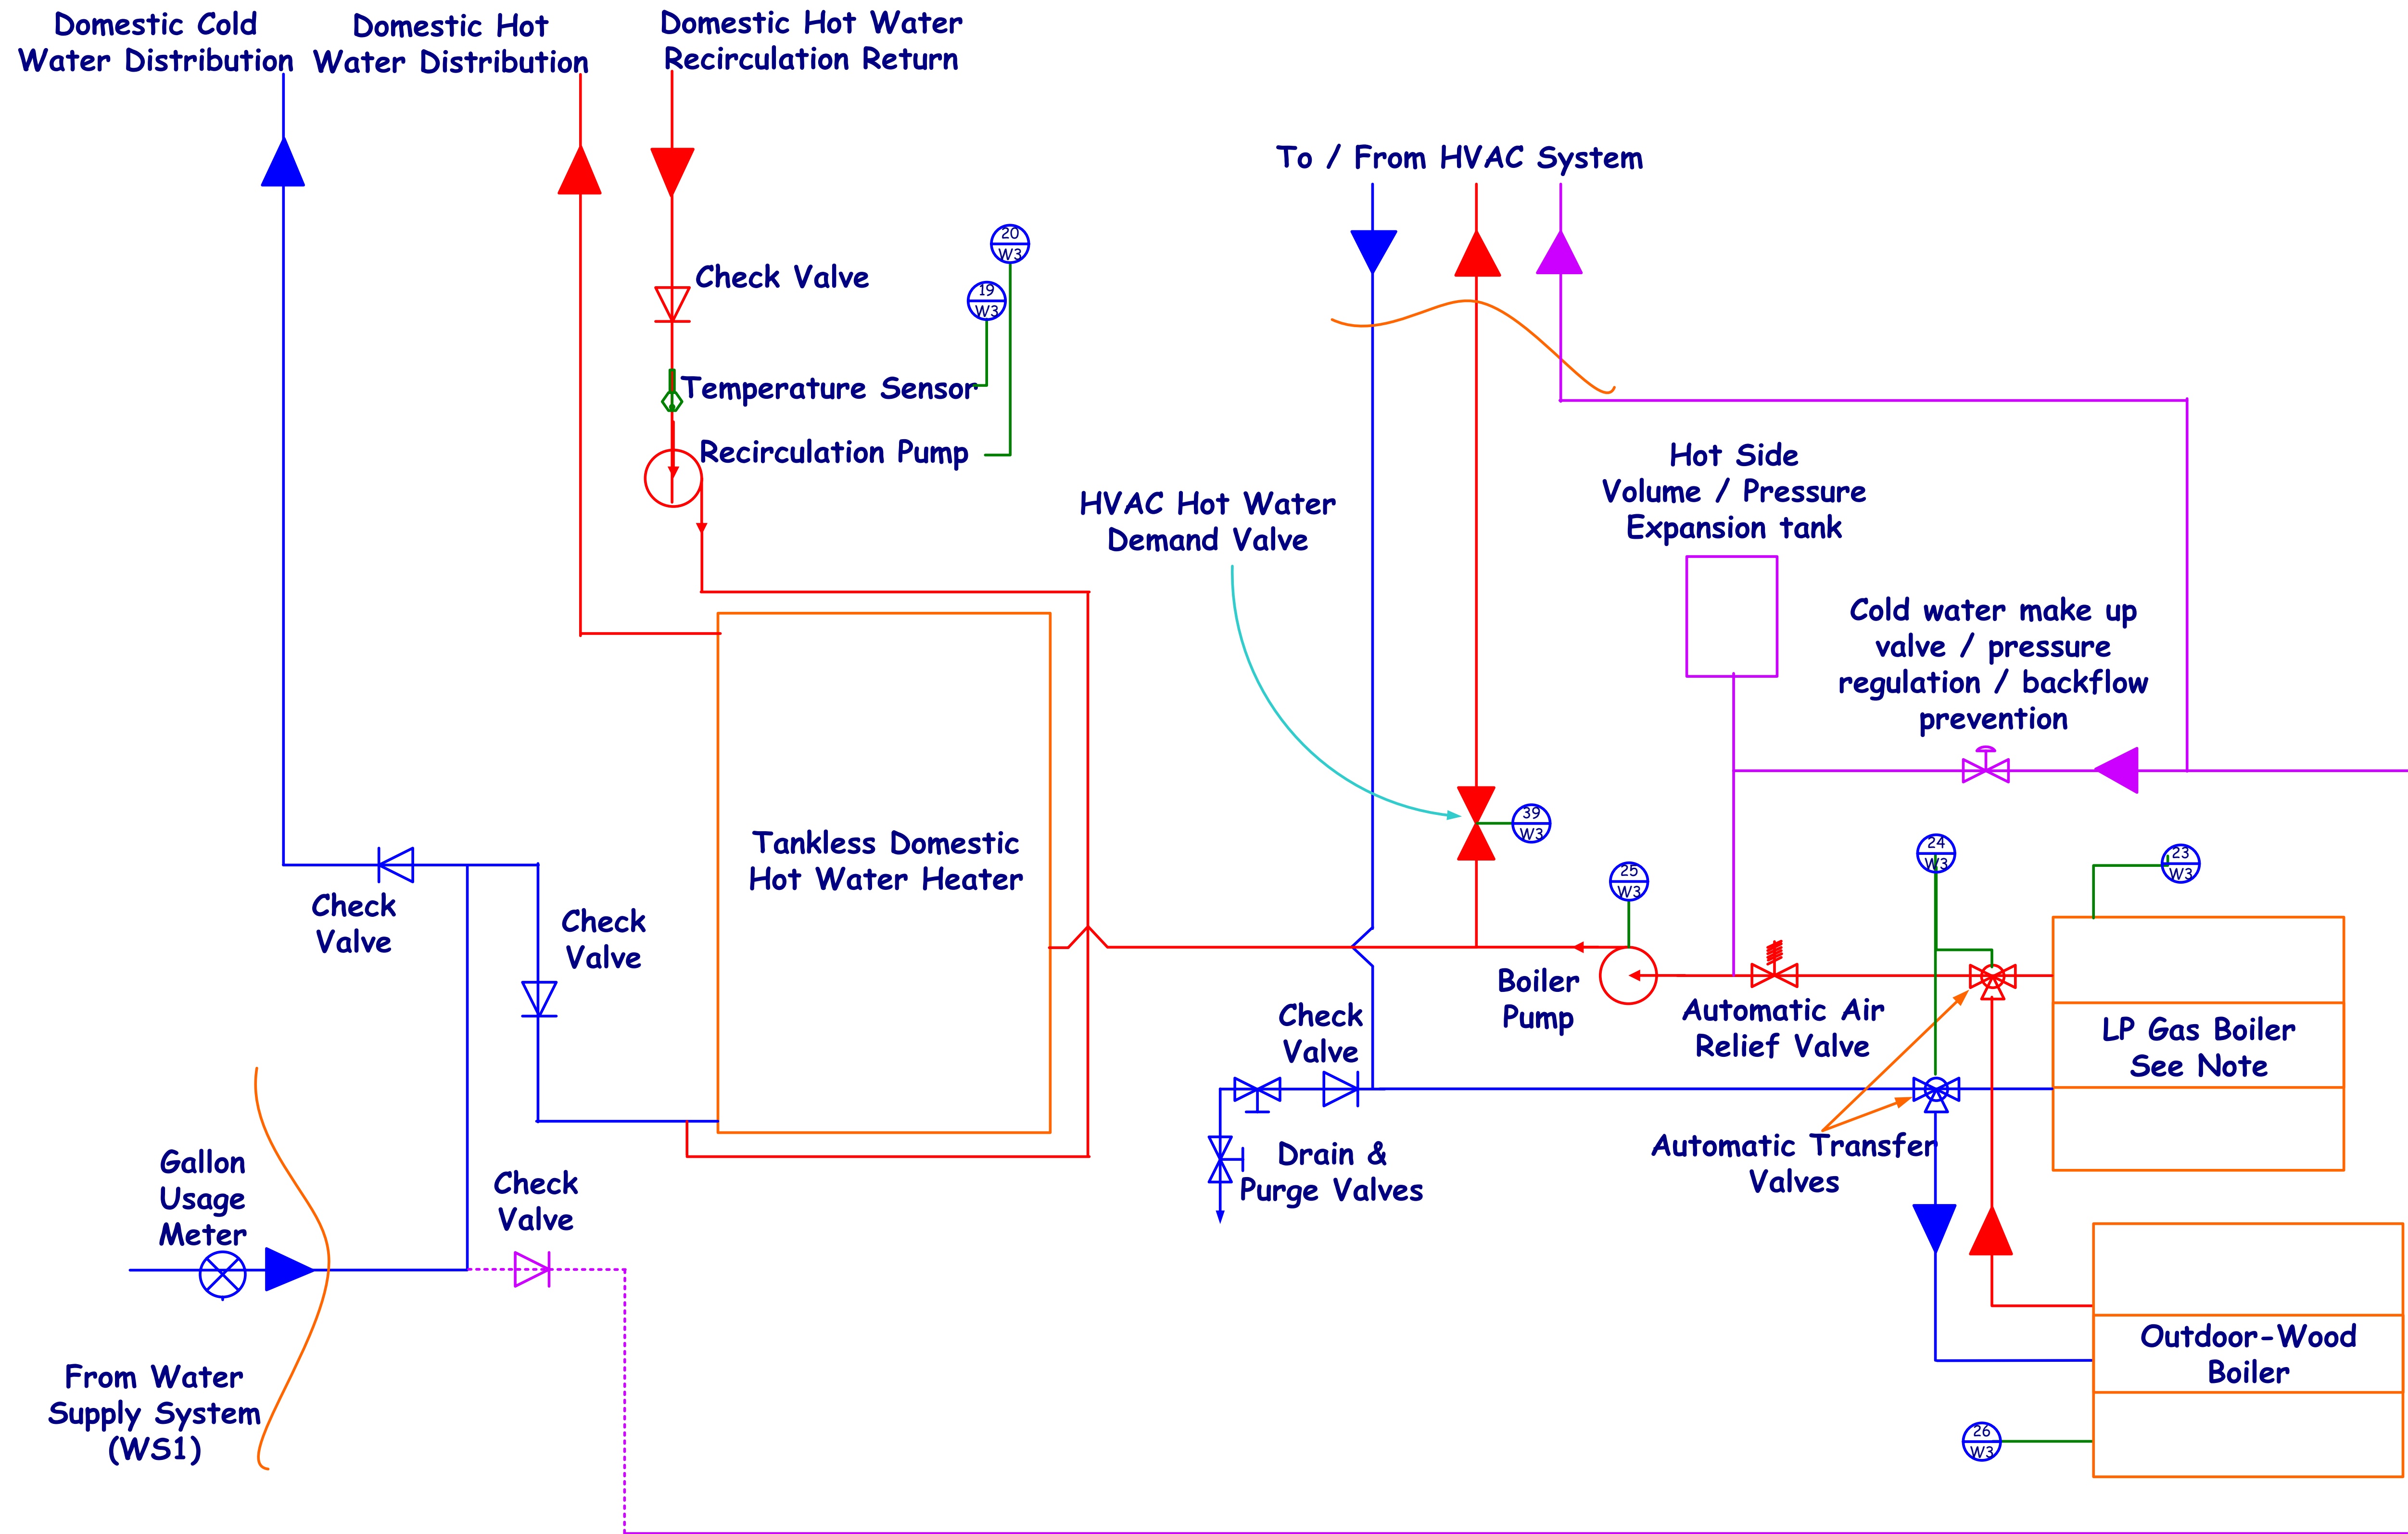 Domestic Cold
Water Distribution
Domestic Hot
Water Distribution
Domestic Hot Water
Recirculation Return
To / From HVAC System
20
W3
Check Valve
19
W3
Temperature Sensor
Recirculation Pump
Hot Side
Volume / Pressure
Expansion tank
HVAC Hot Water
Demand Valve
Cold water make up
valve / pressure
regulation / backflow
prevention
39
W3
Tankless Domestic
Hot Water Heater
25
W3
24
W3
23
W3
Check
Valve
Check
Valve
Boiler
Pump
Automatic Air
Relief Valve
LP Gas Boiler
See Note
Check
Valve
Drain &
Purge Valves
Automatic Transfer
Valves
Gallon
Usage
Meter
Check
Valve
Outdoor-Wood
Boiler
From Water
Supply System
(WS1)
26
W3